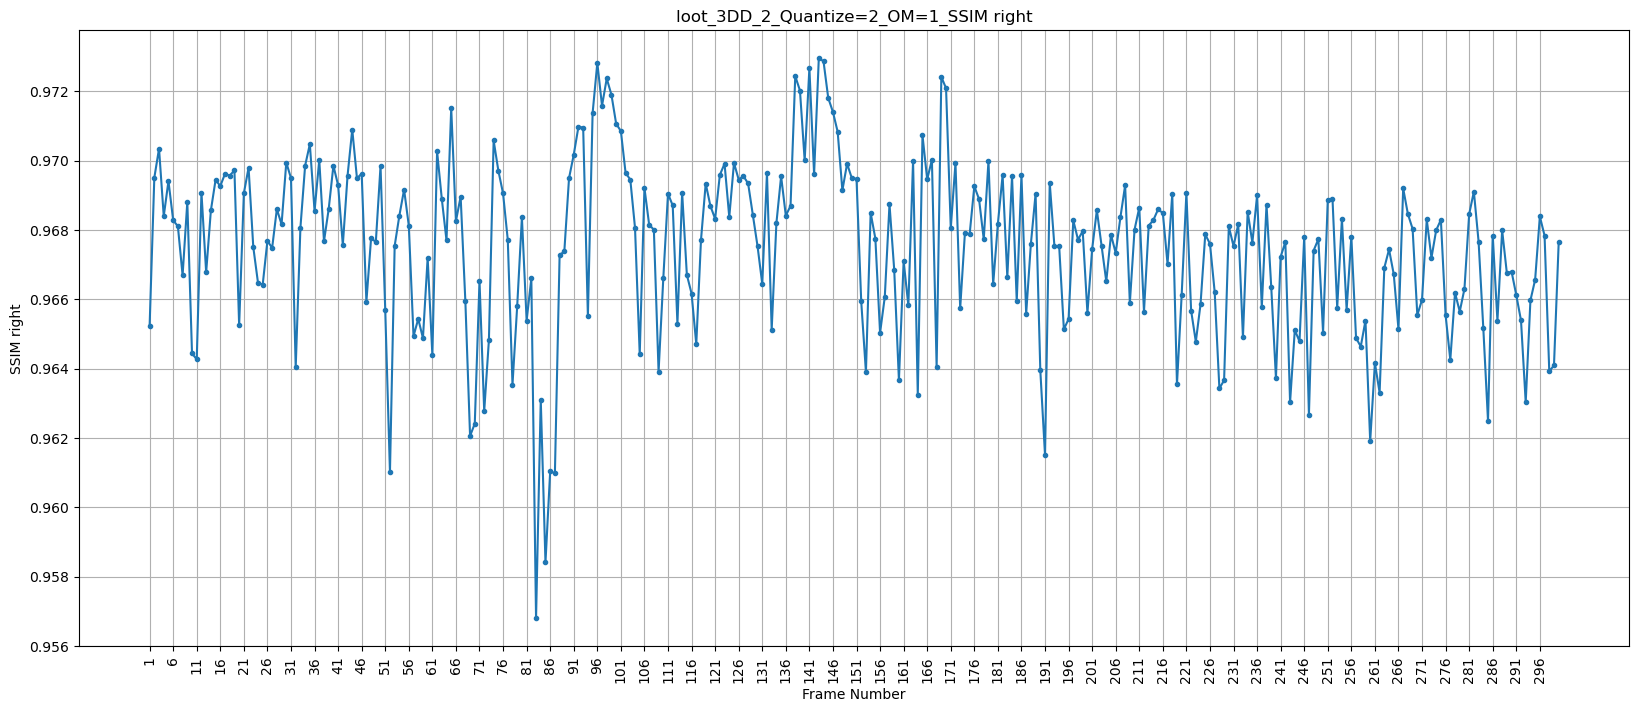 loot_3DD_2_Quantize=2_OM=1_SSIM right
0.972
0.970
0.968
0.966
0.964
0.962
0.960
0.958
0.956
SSIM right
1 6 11 16 21 26 31 36 41 46 51 56 61 66 71 76 81 86 91 96 101 106 111 116 121 126 131 136 141 146 151 156 161 166 171 176 181 186 191 196 201 206 211 216 221 226 231 236 241 246 251 256 261 266 271 276 281 286 291 296
Frame Number